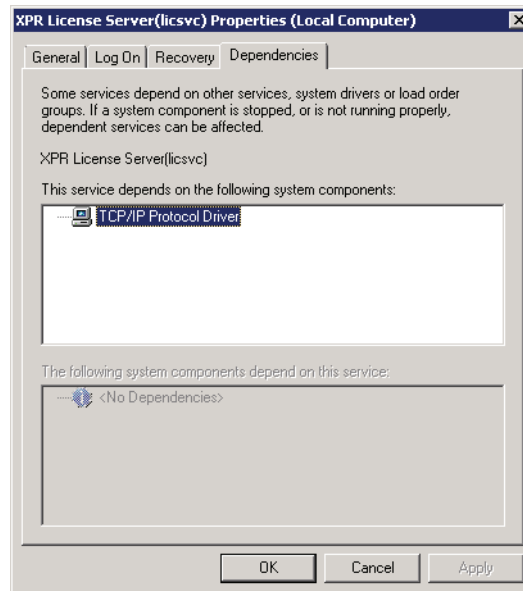 XPR License Server(licsvc) Properties (Local Computer)
General Log On Recovery Dependencies
Some services depend on other services, system drivers or load order
groups. If a system component is stopped, or is not running properly,
dependent services can be affected.
XPR License Server(licsvc)
This service depends on the following system components:
TCP/IP Protocol Driver
The following system components depend on this service:
<No Dependencies>
OK Cancel Apply